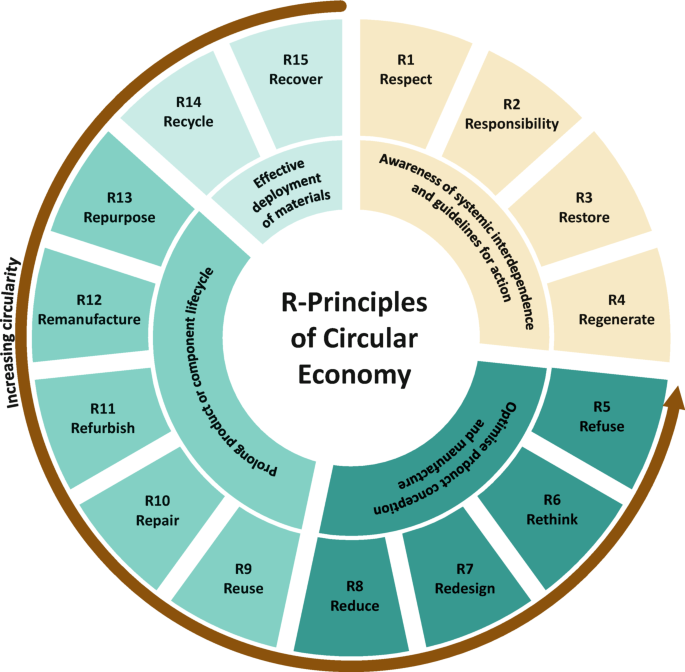 R-Principles
of Circular
Economy
Increasing circularity
Awareness of systemic interdependence
and guidelines for action
R1
Respect
R2
Responsibility
R3
Restore
R4
Regenerate
Optimise prdouct conception
and manufacture
R5
Refuse
R6
Rethink
R7
Redesign
R8
Reduce
Prolong product or component lifecycle
R9
Reuse
R10
Repair
R11
Refurbish
R12
Remanufacture
R13
Repurpose
Effective
deployment
of materials
R14
Recycle
R15
Recover